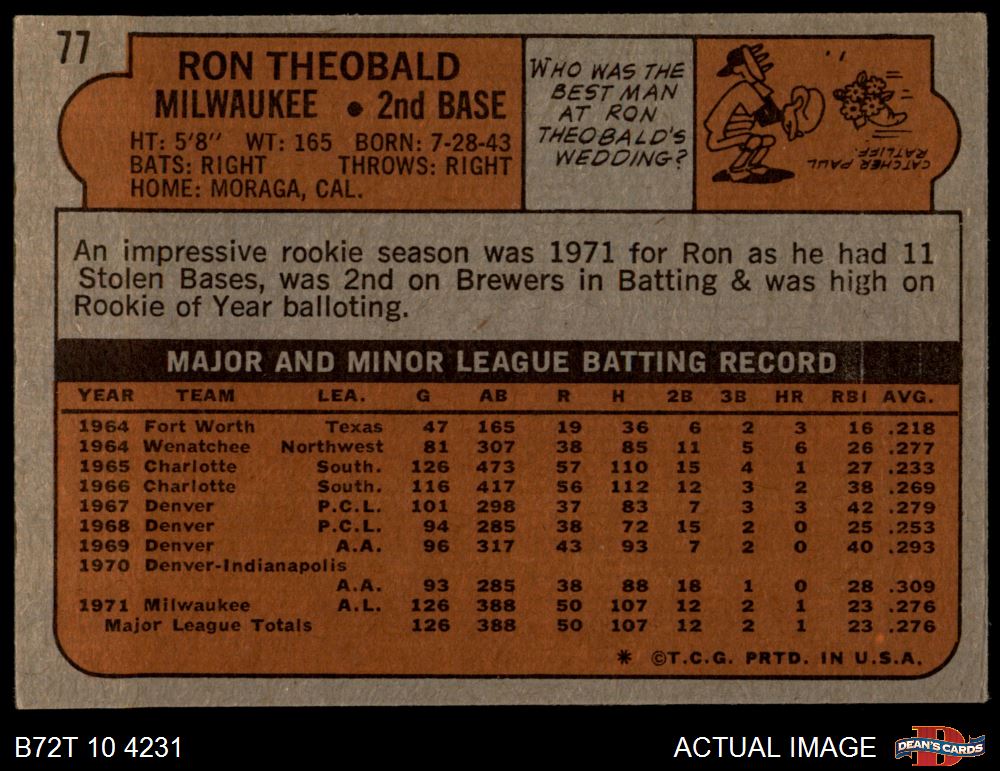 77
RON THEOBALD
MILWAUKEE • 2nd BASE
HT: 5'8" WT: 165 BORN: 7-28-43
BATS: RIGHT THROWS: RIGHT
HOME: MORAGA, CAL.
WHO WAS THE
BEST MAN
AT RON
THEOBALD'S
WEDDING?
CATCHER PAUL
RATLIFF.
An impressive rookie season was 1971 for Ron as he had 11
Stolen Bases, was 2nd on Brewers in Batting & was high on
Rookie of Year balloting.
MAJOR AND MINOR LEAGUE BATTING RECORD
YEAR TEAM LEA. G AB R H 2B 3B HR RBI AVG.
1964 Fort Worth Texas 47 165 19 36 6 2 3 16 .218
1964 Wenatchee Northwest 81 307 38 85 11 5 6 26 .277
1965 Charlotte South. 126 473 57 110 15 4 1 27 .233
1966 Charlotte South. 116 417 56 112 12 3 2 38 .269
1967 Denver P.C.L. 101 298 37 83 7 3 3 42 .279
1968 Denver P.C.L. 94 285 38 72 15 2 0 25 .253
1969 Denver A.A. 96 317 43 93 7 2 0 40 .293
1970 Denver-Indianapolis
A.A. 93 285 38 88 18 1 0 28 .309
1971 Milwaukee A.L. 126 388 50 107 12 2 1 23 .276
Major League Totals 126 388 50 107 12 2 1 23 .276
* ©T.C.G. PRTD. IN U.S.A.
B72T 10 4231
ACTUAL IMAGE
DEAN'S CARDS